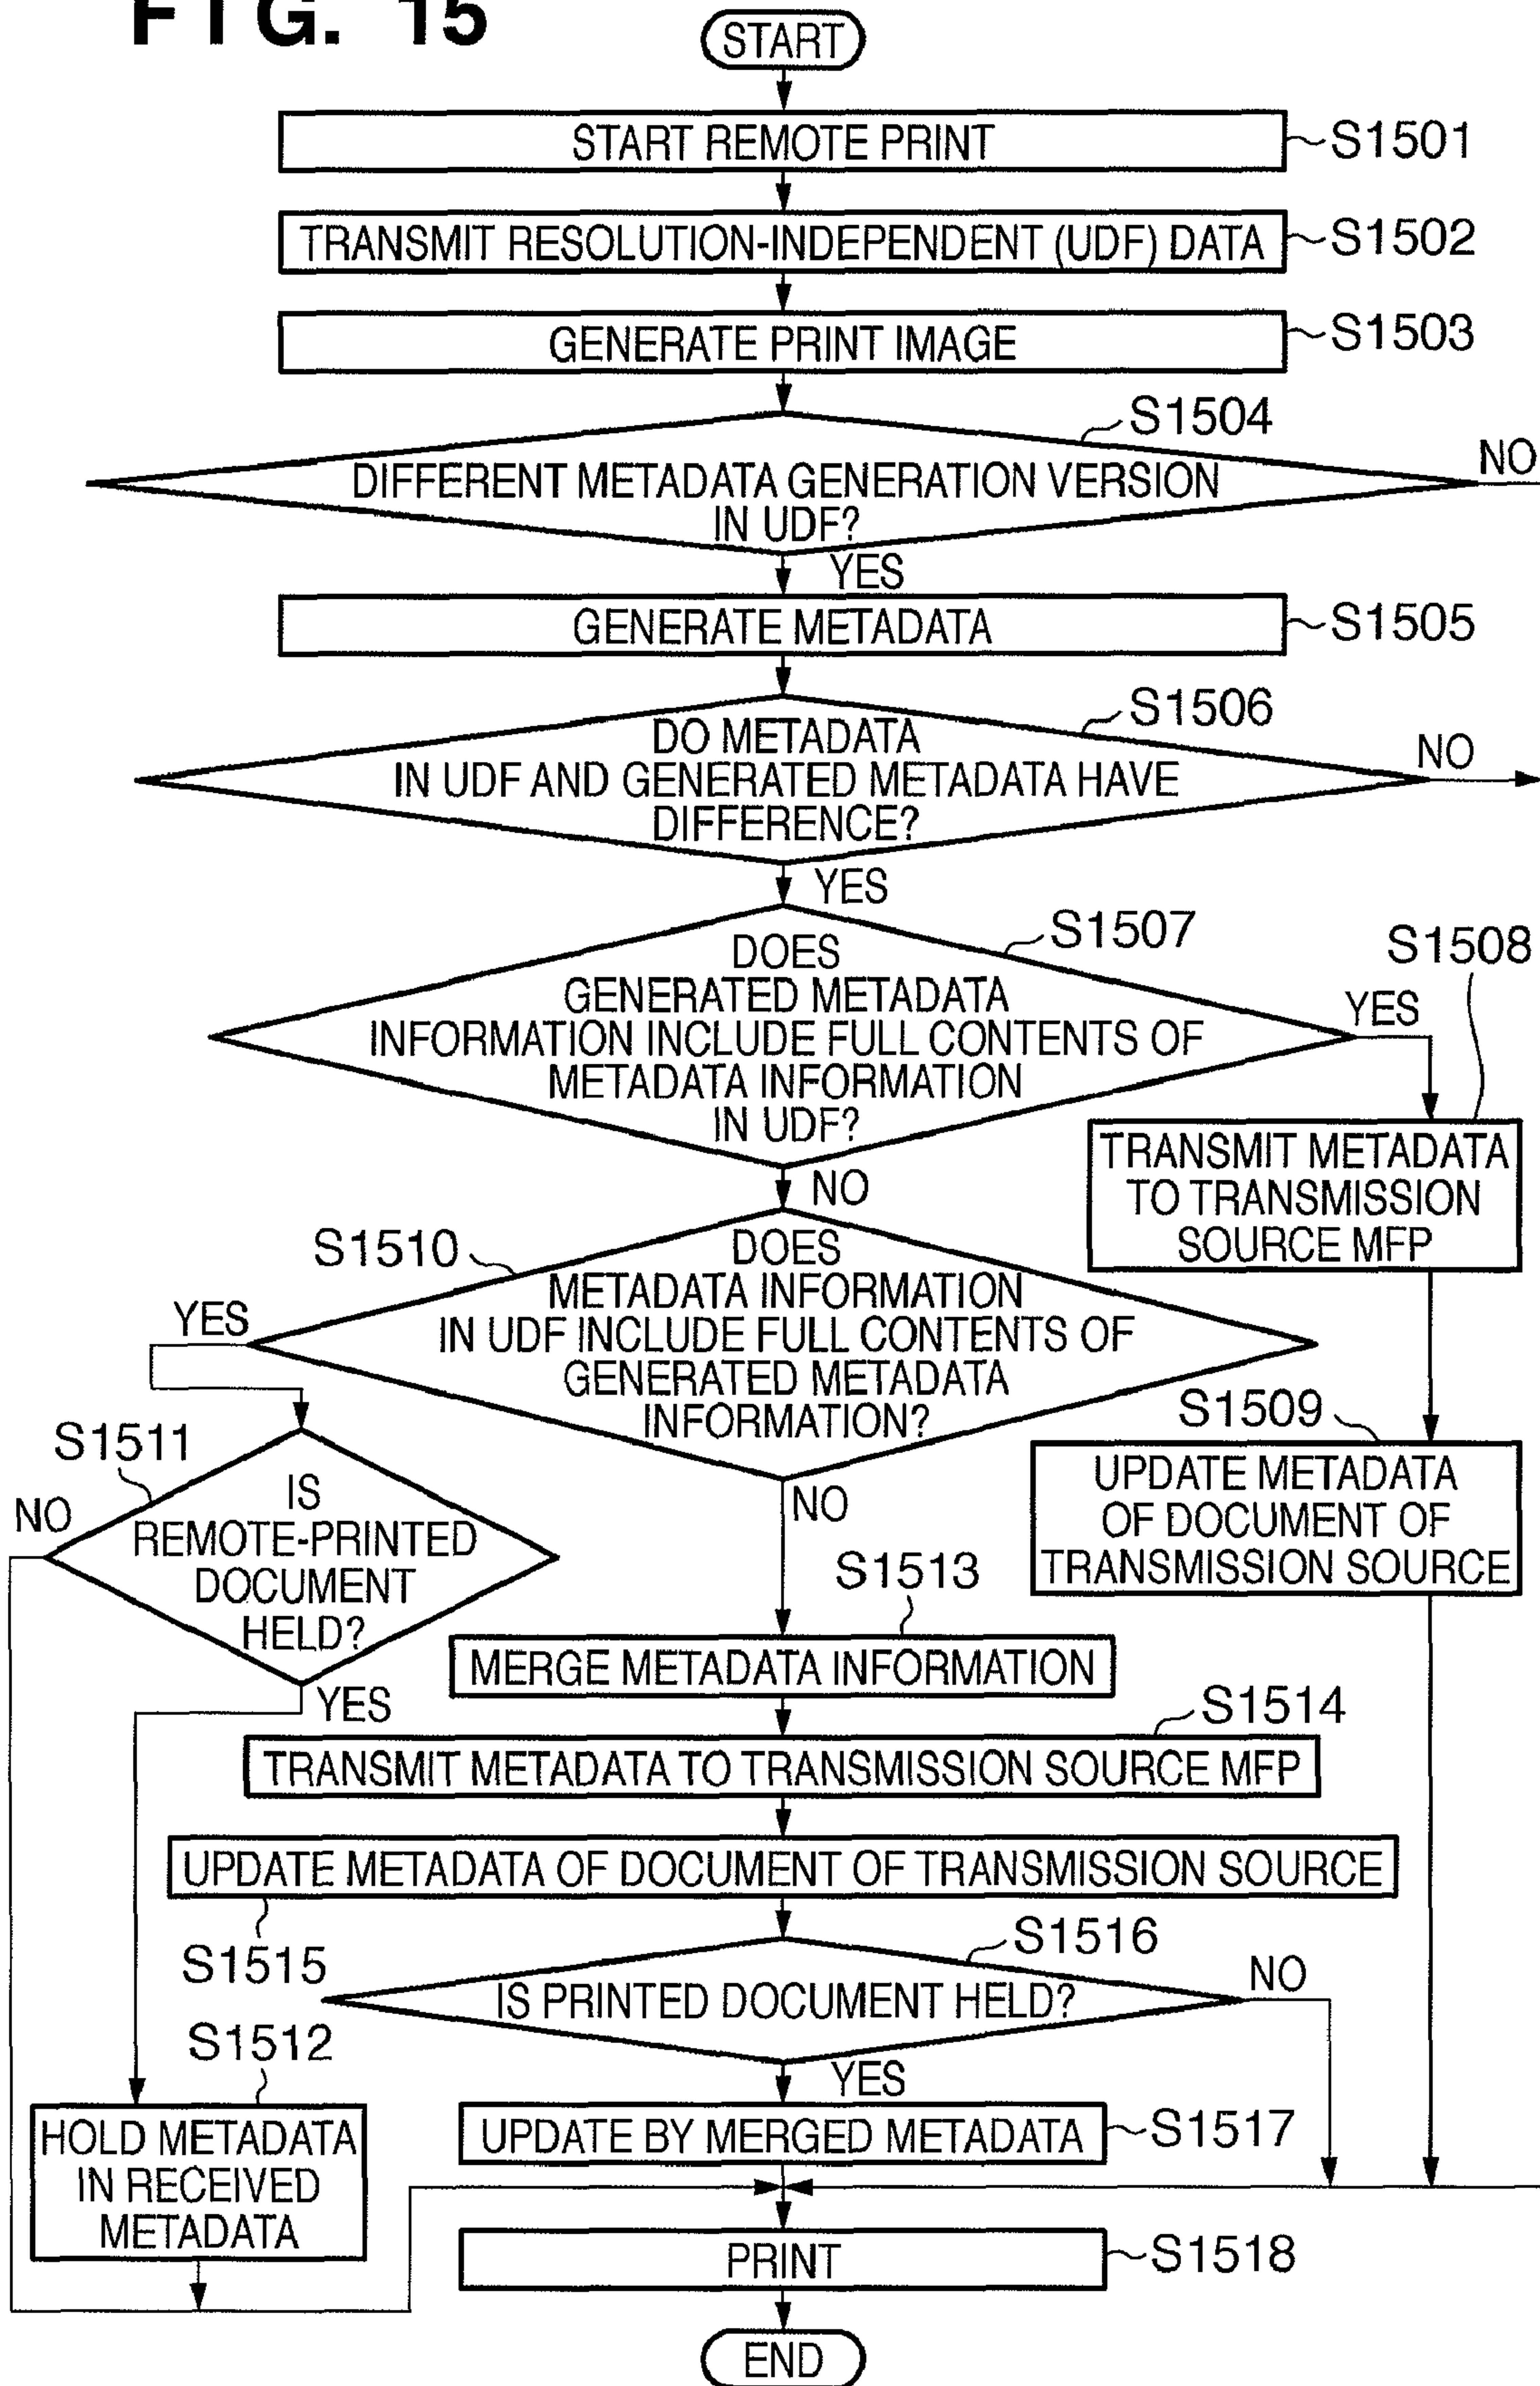 FIG. 15
START
START REMOTE PRINT
S1501
TRANSMIT RESOLUTION-INDEPENDENT (UDF) DATA
S1502
GENERATE PRINT IMAGE
S1503
S1504
DIFFERENT METADATA GENERATION VERSION
IN UDF?
NO
YES
GENERATE METADATA
S1505
S1506
DO METADATA
IN UDF AND GENERATED METADATA HAVE
DIFFERENCE?
NO
YES
S1507
DOES
GENERATED METADATA
INFORMATION INCLUDE FULL CONTENTS OF
METADATA INFORMATION
IN UDF?
YES
S1508
TRANSMIT METADATA
TO TRANSMISSION
SOURCE MFP
NO
S1510
DOES
METADATA INFORMATION
IN UDF INCLUDE FULL CONTENTS OF
GENERATED METADATA
INFORMATION?
YES
S1509
UPDATE METADATA
OF DOCUMENT OF
TRANSMISSION SOURCE
S1511
IS
REMOTE-PRINTED
DOCUMENT
HELD?
NO
NO
S1513
MERGE METADATA INFORMATION
YES
S1514
TRANSMIT METADATA TO TRANSMISSION SOURCE MFP
UPDATE METADATA OF DOCUMENT OF TRANSMISSION SOURCE
S1515
S1516
IS PRINTED DOCUMENT HELD?
NO
S1512
HOLD METADATA
IN RECEIVED
METADATA
YES
UPDATE BY MERGED METADATA
S1517
PRINT
S1518
END